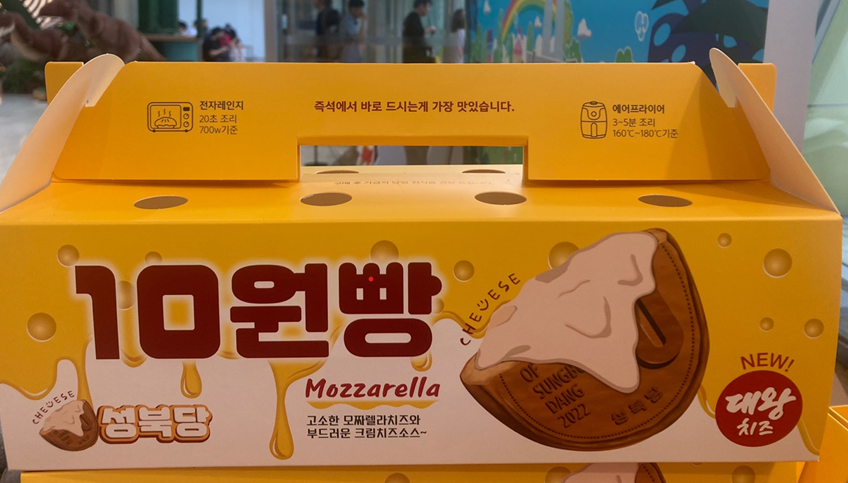 전자레인지
20초 조리
700w기준
즉석에서 바로 드시는게 가장 맛있습니다.
에어프라이어
3-5분 조리
160℃-180℃기준
10원빵
CHEESE
Mozzarella
고소한 모짜렐라치즈와
부드러운 크림치즈소스~
CHEESE
성북당
OF
SUNGBUK
DANG
2022
성북당
NEW!
대왕
치즈